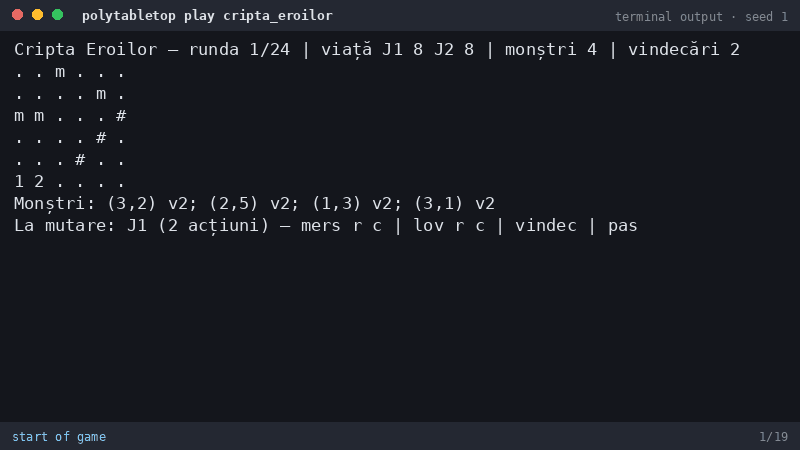 polytabletop play cripta_eroilor
terminal output · seed 1
Cripta Eroilor — runda 1/24 | viață J1 8 J2 8 | monștri 4 | vindecări 2
. . m . . .
. . . . m .
m m . . . #
. . . . # .
. . . # . .
1 2 . . . .
Monștri: (3,2) v2; (2,5) v2; (1,3) v2; (3,1) v2
La mutare: J1 (2 acțiuni) — mers r c | lov r c | vindec | pas
start of game
1/19